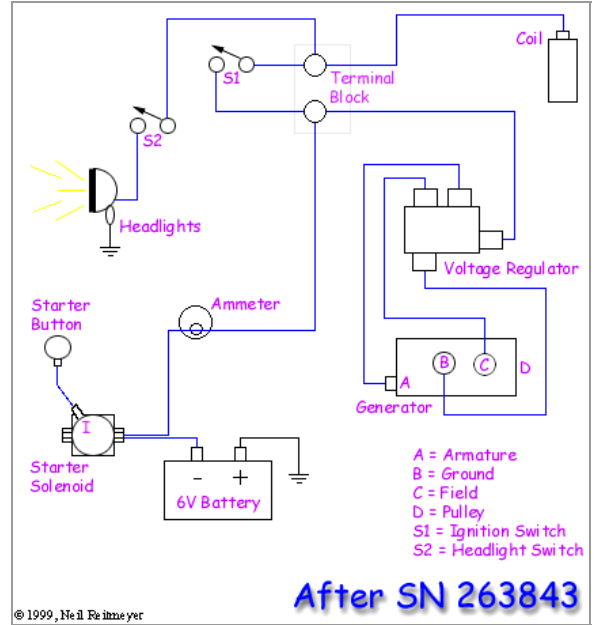 Coil
S1
Terminal
Block
S2
Headlights
Voltage Regulator
Starter
Button
Ammeter
B
C
D
A
Generator
I
Starter
Solenoid
- +
6V Battery
A = Armature
B = Ground
C = Field
D = Pulley
S1 = Ignition Switch
S2 = Headlight Switch
After SN 263843
© 1999, Neil Reitmeyer